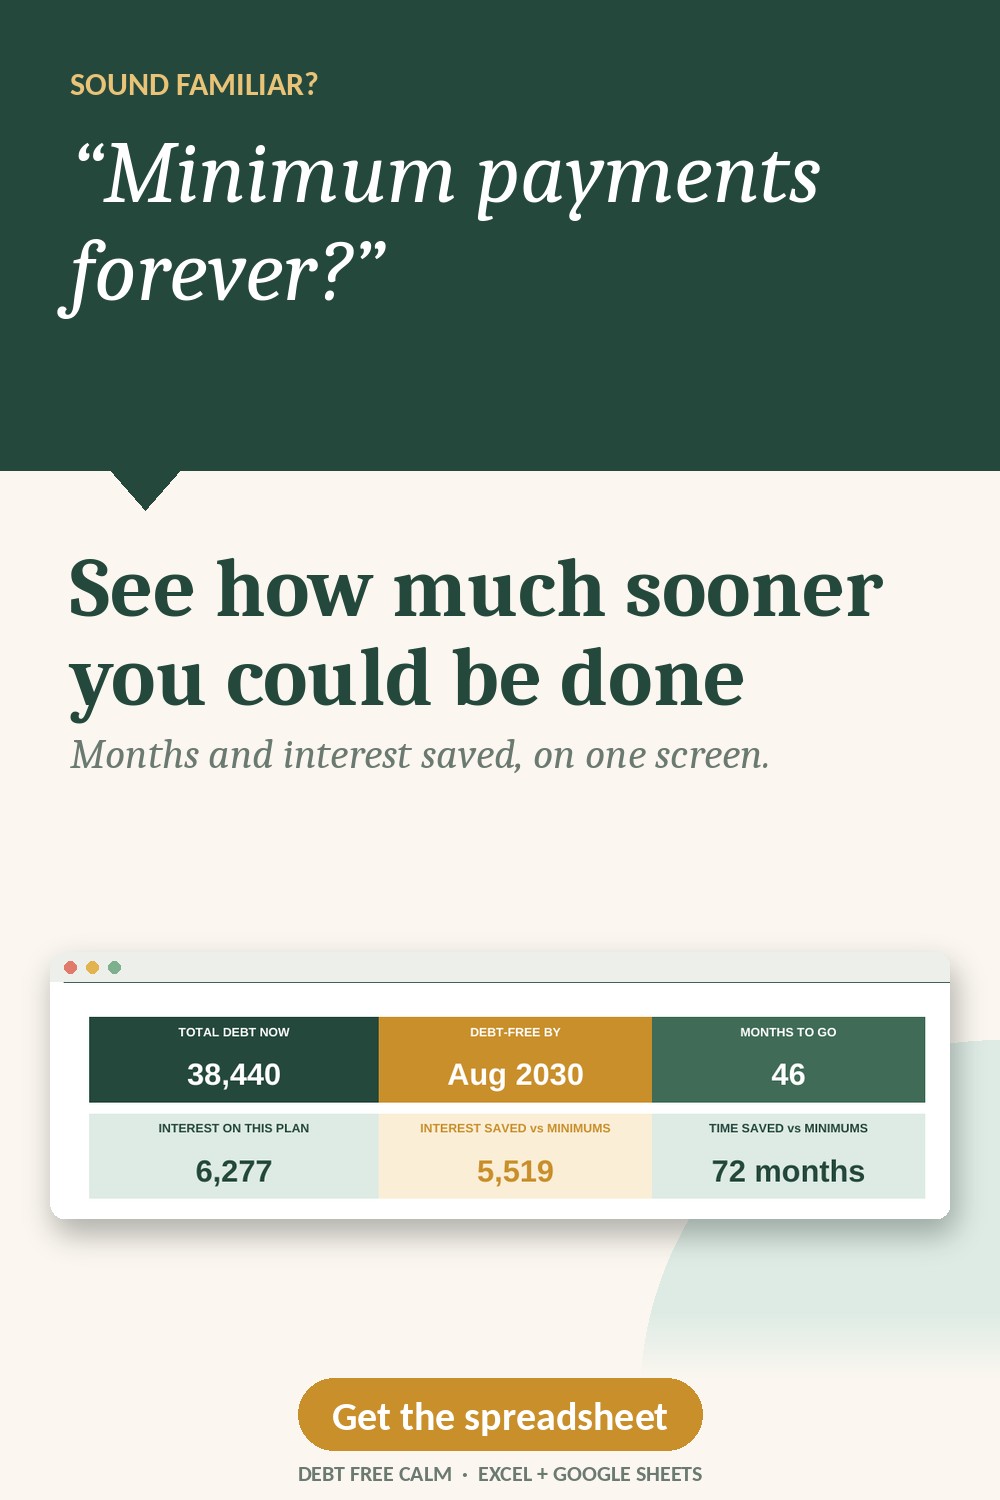 SOUND FAMILIAR?
“Minimum payments
forever?”
See how much sooner
you could be done
Months and interest saved, on one screen.
TOTAL DEBT NOW
DEBT-FREE BY
MONTHS TO GO
38,440
Aug 2030
46
INTEREST ON THIS PLAN
INTEREST SAVED vs MINIMUMS
TIME SAVED vs MINIMUMS
6,277
5,519
72 months
Get the spreadsheet
DEBT FREE CALM · EXCEL + GOOGLE SHEETS